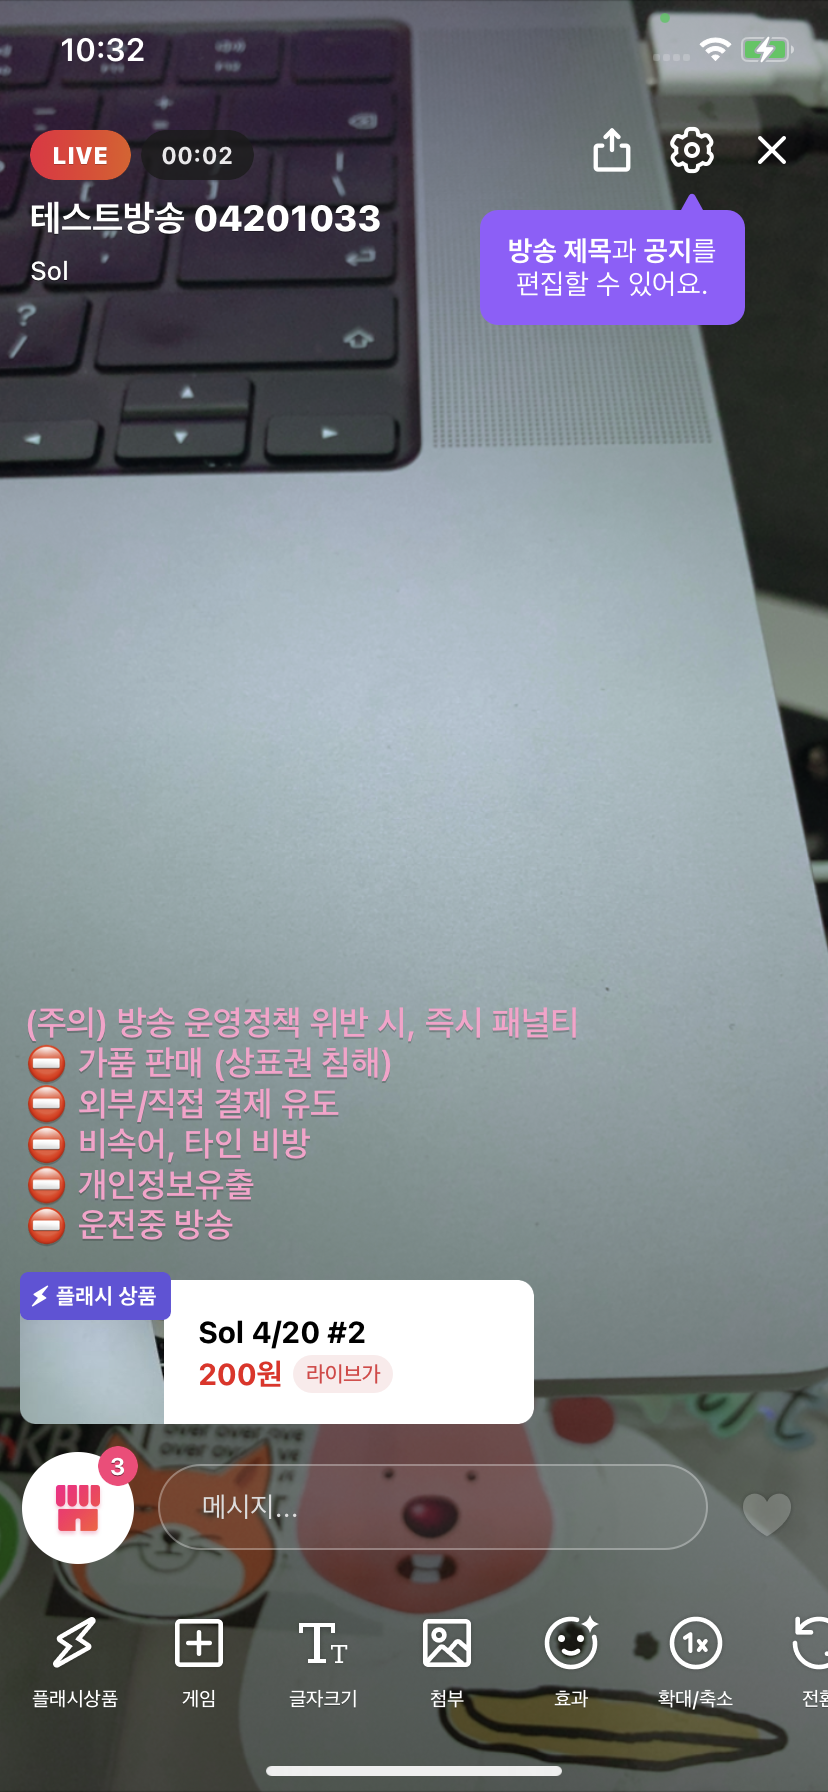 10:32
LIVE 00:02
테스트방송 04201033
Sol
방송 제목과 공지를
편집할 수 있어요.
(주의) 방송 운영정책 위반 시, 즉시 패널티
⛔ 가품 판매 (상표권 침해)
⛔ 외부/직접 결제 유도
⛔ 비속어, 타인 비방
⛔ 개인정보유출
⛔ 운전중 방송
플래시 상품
Sol 4/20 #2
200원 라이브가
3
메시지...
1x
플래시상품 게임 글자크기 첨부 효과 확대/축소